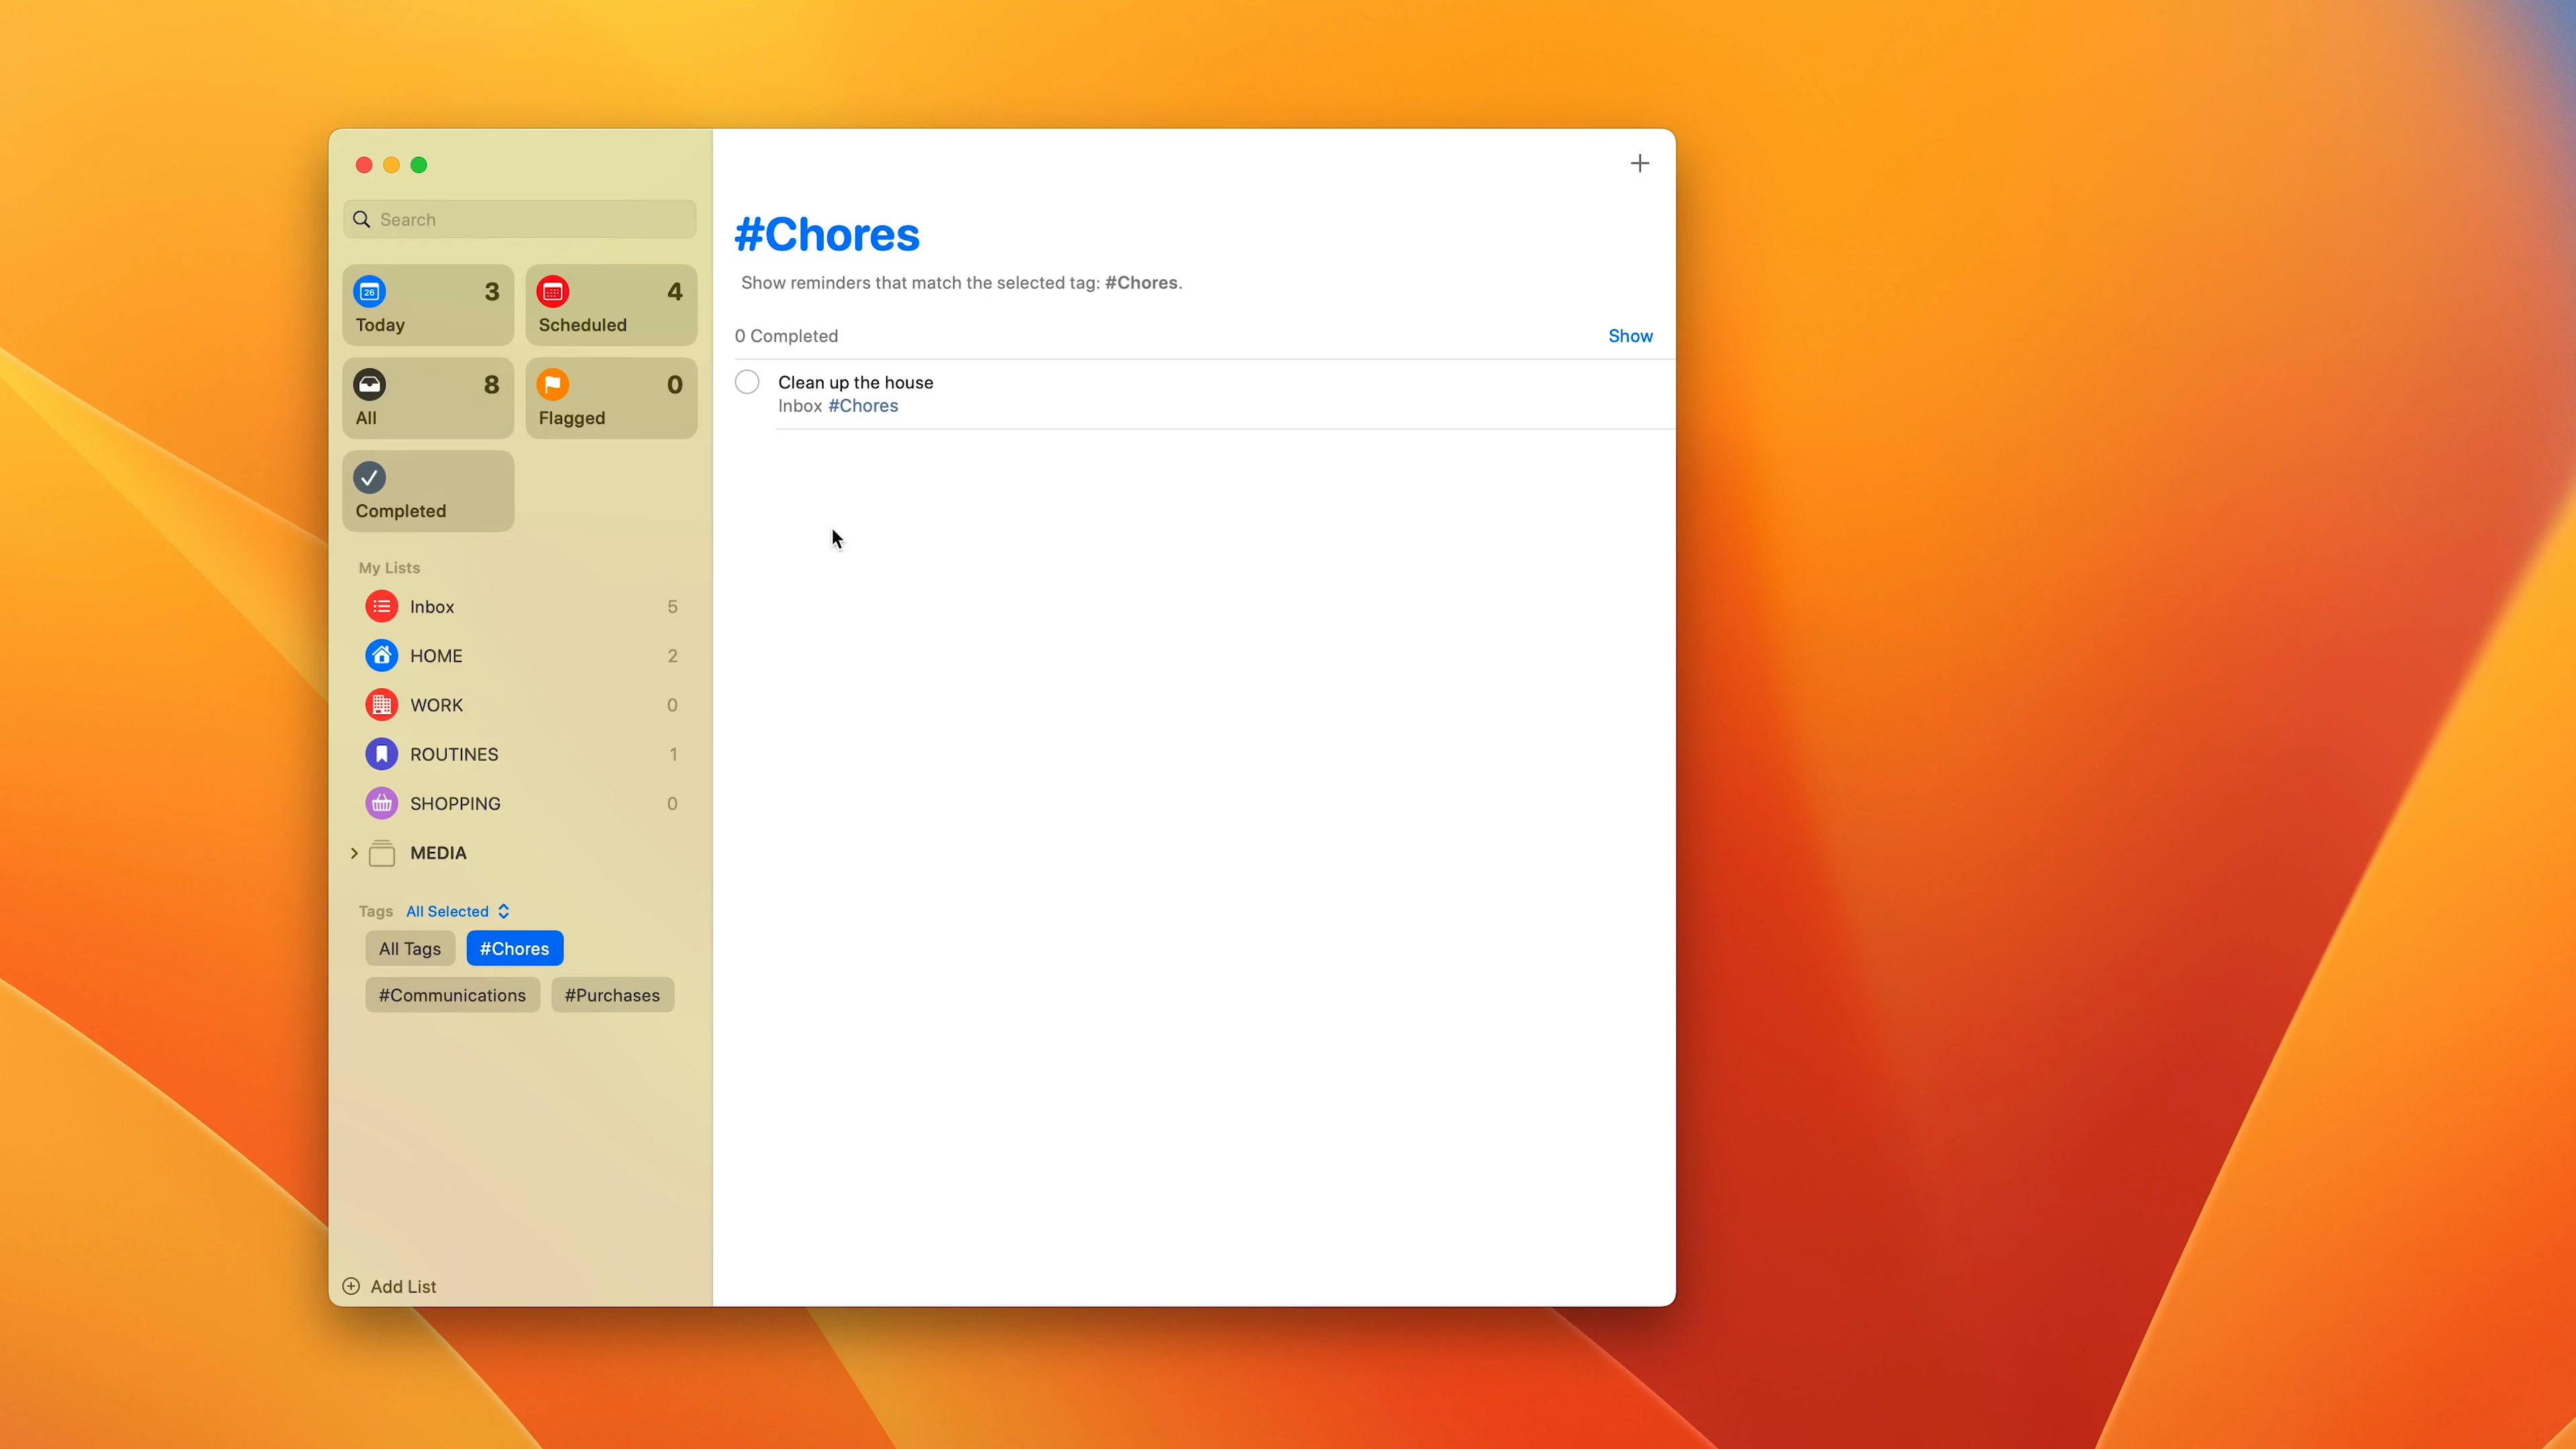 Search
26
3
Today
4
Scheduled
8
All
0
Flagged
Completed
My Lists
Inbox 5
HOME 2
WORK 0
ROUTINES 1
SHOPPING 0
MEDIA
Tags All Selected
All Tags #Chores
#Communications #Purchases
Add List
#Chores
Show reminders that match the selected tag: #Chores.
0 Completed Show
Clean up the house
Inbox #Chores